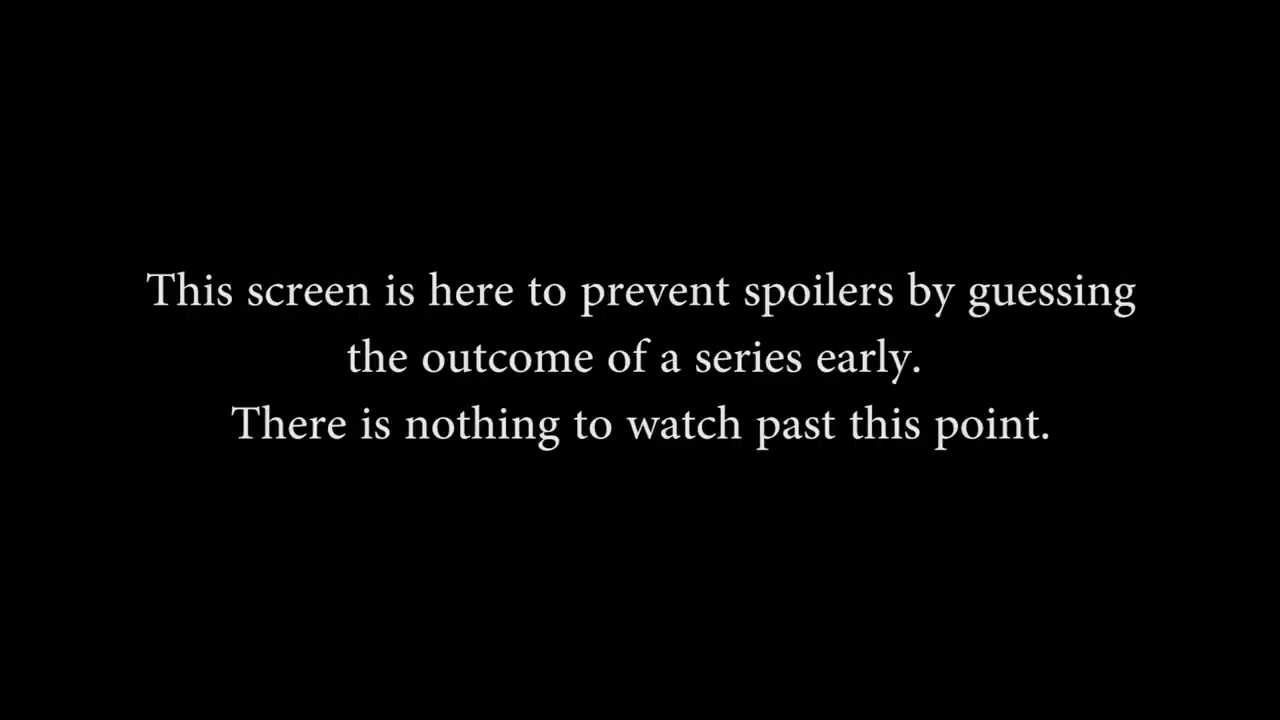 This screen is here to prevent spoilers by guessing
the outcome of a series early.
There is nothing to watch past this point.